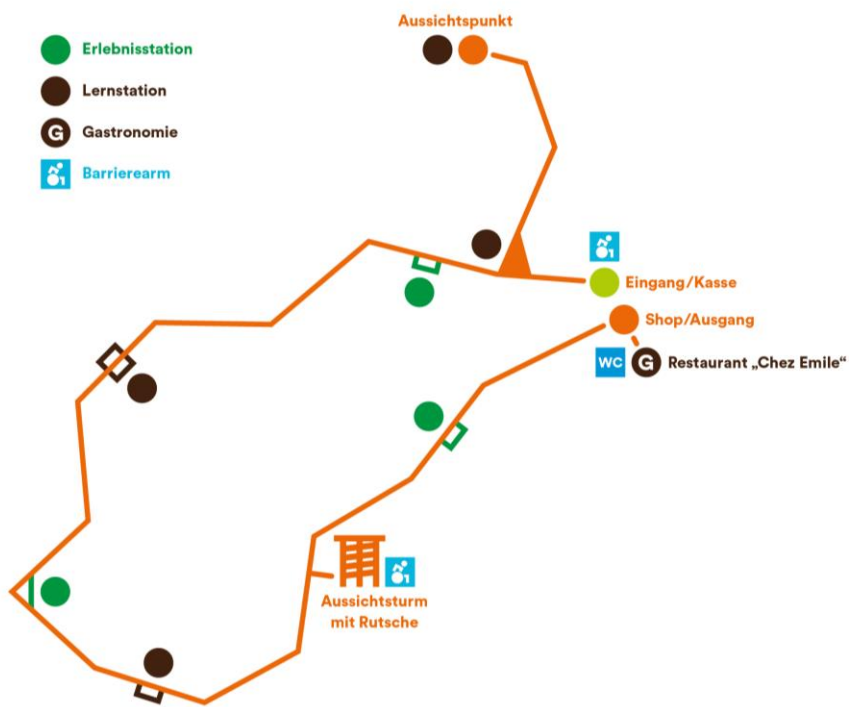 Aussichtspunkt
Erlebnisstation
Lernstation
G Gastronomie
Barrierearm
Eingang/Kasse
Shop/Ausgang
WC G Restaurant „Chez Emile“
Aussichtsturm
mit Rutsche